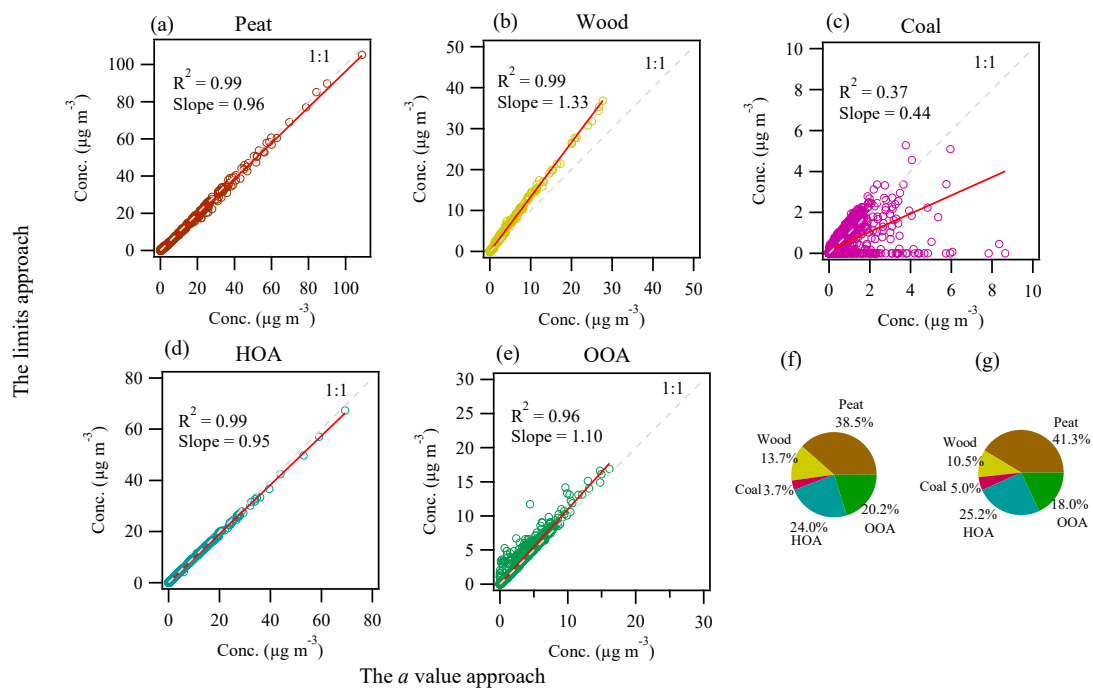 (a) Peat
1:1
R² = 0.99
Slope = 0.96
Conc. (µg m⁻³)
100
80
60
40
20
0
0 20 40 60 80 100
Conc. (µg m⁻³)
(b) Wood
1:1
R² = 0.99
Slope = 1.33
Conc. (µg m⁻³)
50
40
30
20
10
0
0 10 20 30 40 50
Conc. (µg m⁻³)
(c) Coal
1:1
R² = 0.37
Slope = 0.44
Conc. (µg m⁻³)
10
8
6
4
2
0
0 2 4 6 8 10
Conc. (µg m⁻³)
The limits approach
(d) HOA
1:1
R² = 0.99
Slope = 0.95
Conc. (µg m⁻³)
80
60
40
20
0
0 20 40 60 80
Conc. (µg m⁻³)
(e) OOA
1:1
R² = 0.96
Slope = 1.10
Conc. (µg m⁻³)
30
25
20
15
10
5
0
0 10 20 30
Conc. (µg m⁻³)
(f)
Peat
38.5%
Wood
13.7%
Coal 3.7%
24.0%
HOA
20.2%
OOA
(g)
Peat
41.3%
Wood
10.5%
Coal 5.0%
25.2%
HOA
18.0%
OOA
The a value approach